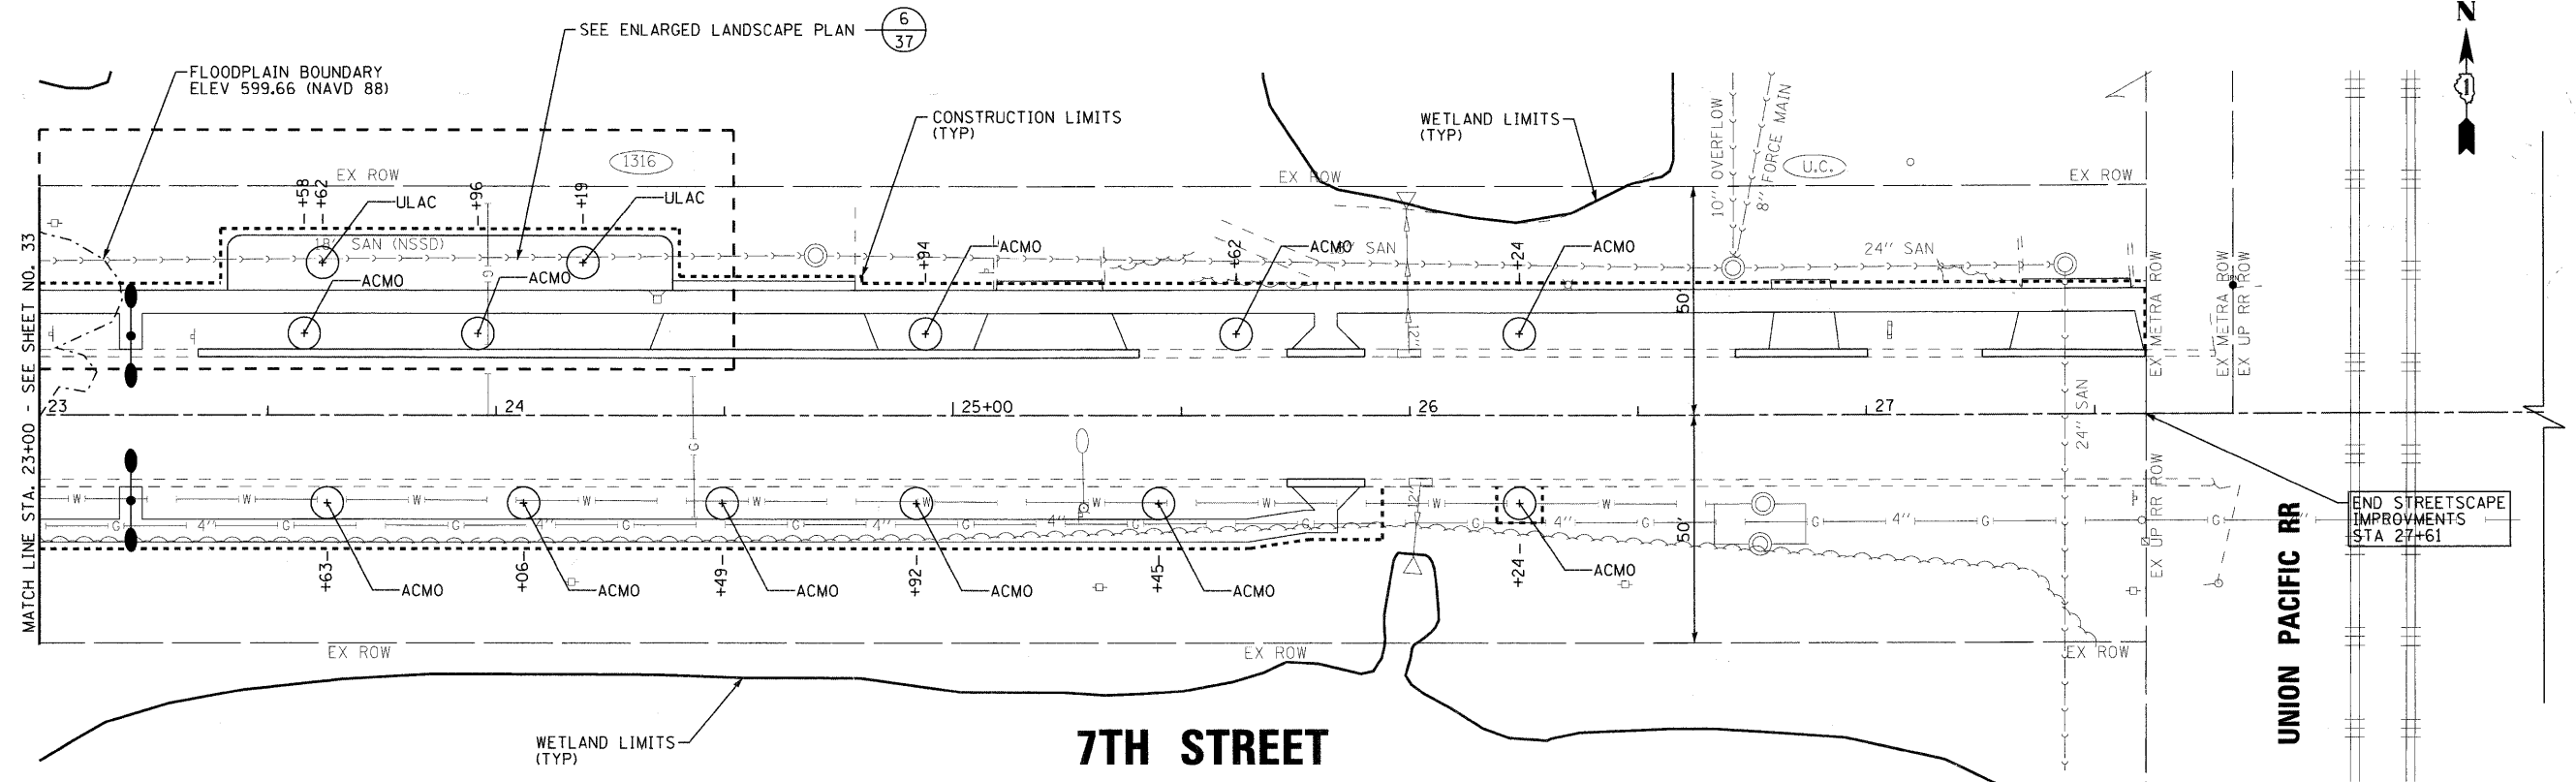 N
1
6
37
SEE ENLARGED LANDSCAPE PLAN
FLOODPLAIN BOUNDARY
ELEV 599.66 (NAVD 88)
CONSTRUCTION LIMITS
(TYP)
WETLAND LIMITS
(TYP)
10" OVERFLOW
8" FORCE MAIN
1316
U.C.
EX ROW
EX ROW
EX ROW
+58
+62
+96
+19
ULAC
ULAC
18" SAN (NSSD)
ACMO
ACMO
+94
ACMO
+62
ACMO
SAN
+24
ACMO
24" SAN
50'
G
12"
EX METRA ROW
EX METRA ROW
EX UP RR ROW
MATCH LINE STA. 23+00 - SEE SHEET NO. 33
23
24
25+00
26
27
24" SAN
G
W W W W W W W W W
G 4" G G 4" G G 4" G 4" G G G 4" G G 4" G G
12"
50'
+63
ACMO
+06
ACMO
+49
ACMO
+92
ACMO
+45
ACMO
+24
ACMO
EX UP RR ROW
END STREETSCAPE
IMPROVMENTS
STA 27+61
UNION PACIFIC RR
EX ROW
EX ROW
EX ROW
WETLAND LIMITS
(TYP)
7TH STREET